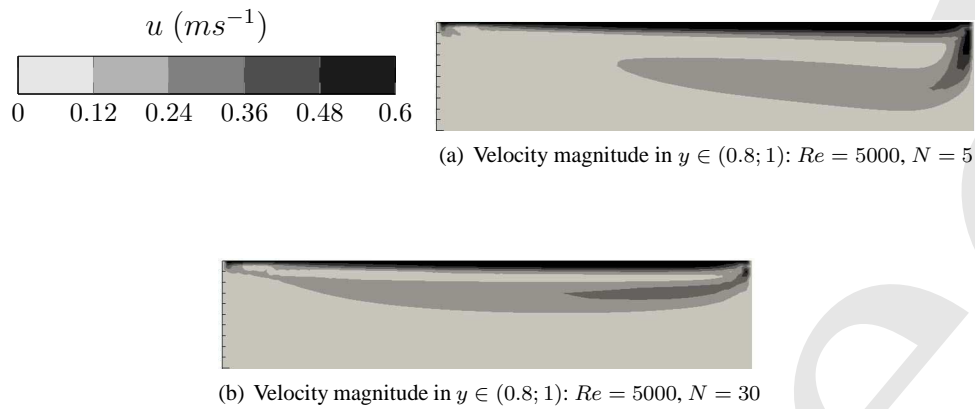 u (ms⁻¹)
0 0.12 0.24 0.36 0.48 0.6
(a) Velocity magnitude in y ∈ (0.8; 1): Re = 5000, N = 5
(b) Velocity magnitude in y ∈ (0.8; 1): Re = 5000, N = 30